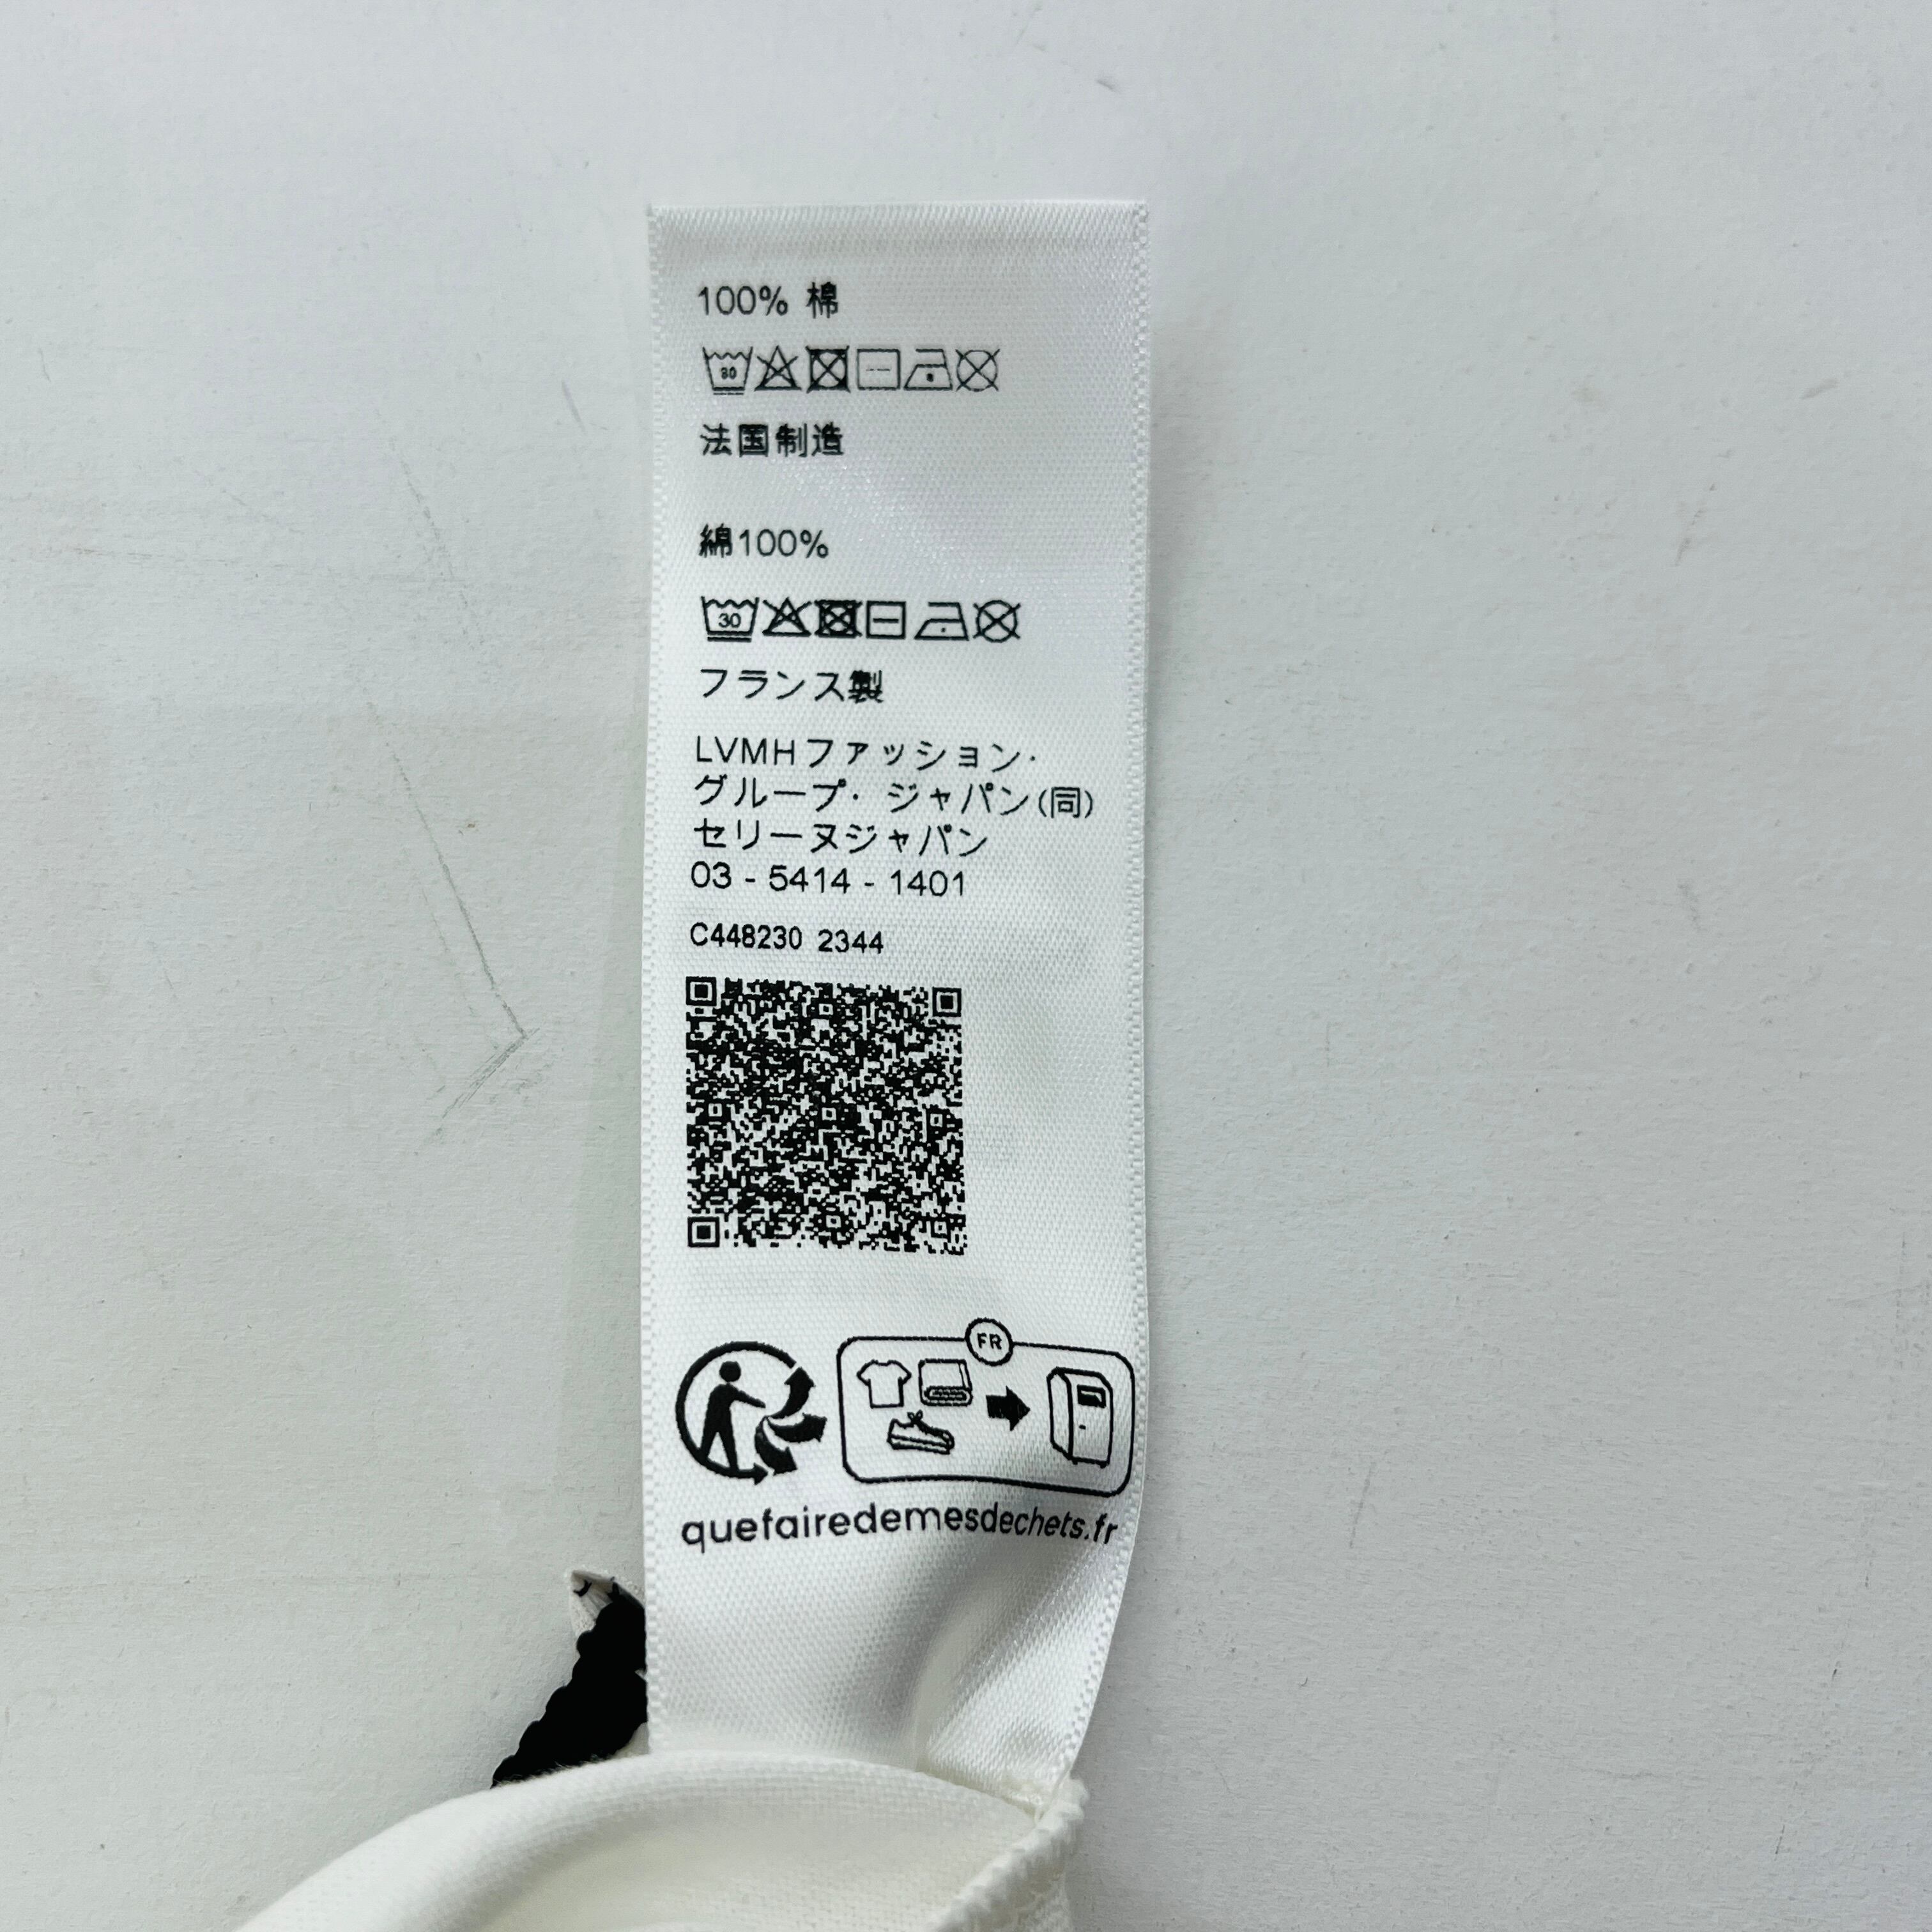 100% 棉
30
法国制造
綿100%
30
フランス製
LVMHファッション・
グループ・ジャパン(同)
セリーヌジャパン
03 - 5414 - 1401
C448230 2344
FR
quefairedemesdechets.fr